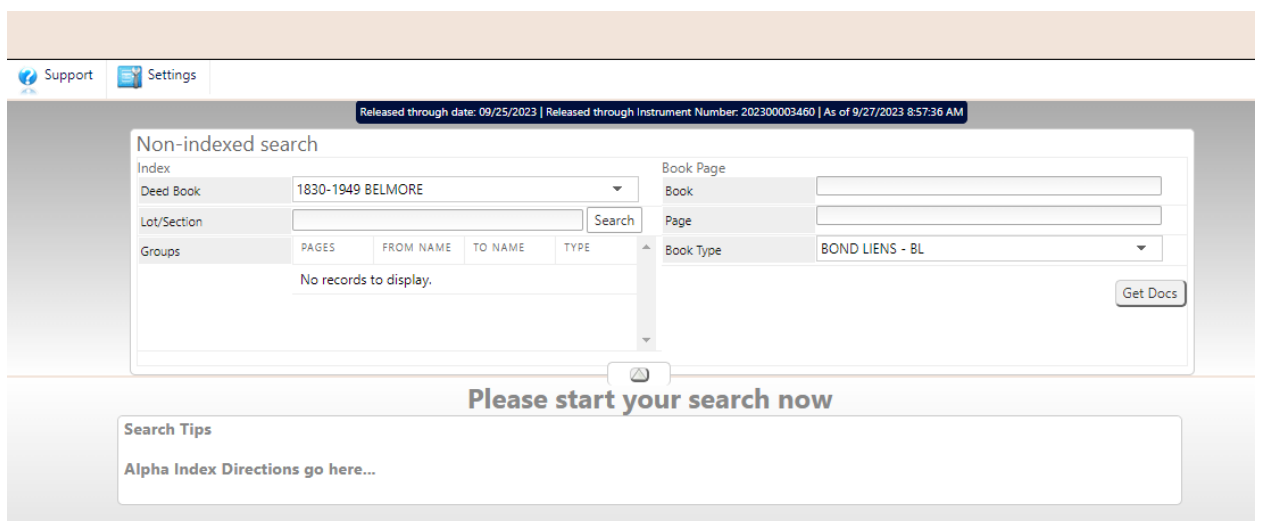 Support Settings
Released through date: 09/25/2023 | Released through Instrument Number: 202300003460 | As of 9/27/2023 8:57:36 AM
Non-indexed search
Index
Deed Book 1830-1949 BELMORE
Lot/Section Search
Groups PAGES FROM NAME TO NAME TYPE
No records to display.
Book Page
Book
Page
Book Type BOND LIENS - BL
Get Docs
Please start your search now
Search Tips
Alpha Index Directions go here...